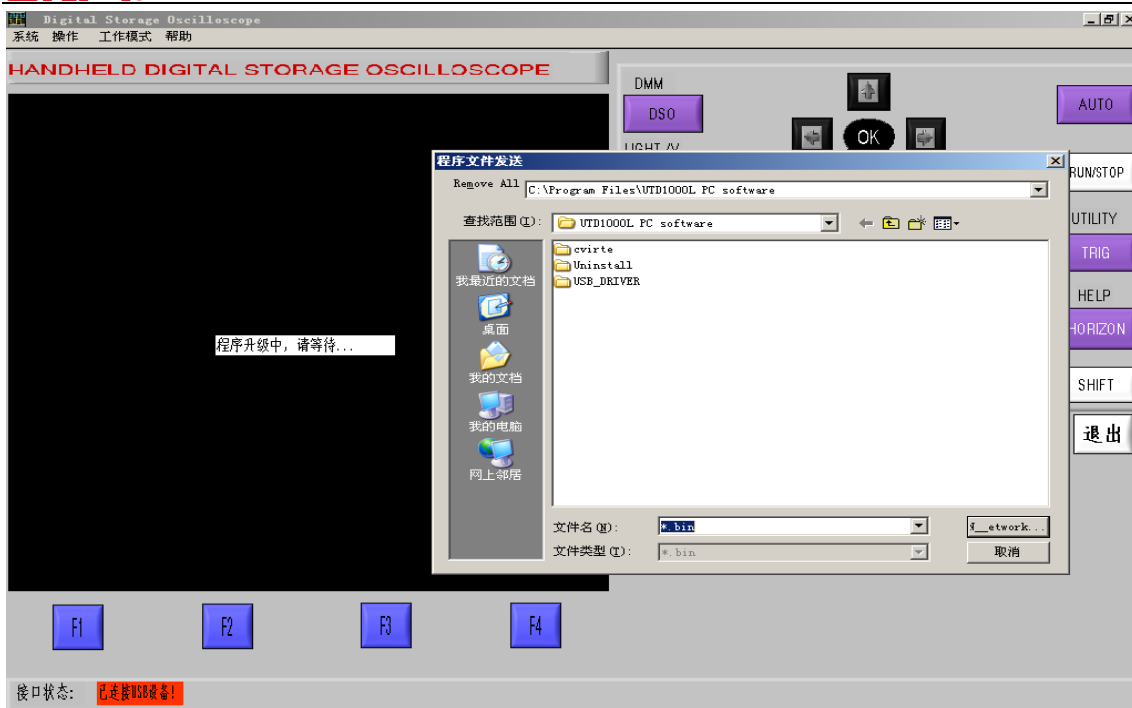 Digital Storage Oscilloscope
系统 操作 工作模式 帮助
HANDHELD DIGITAL STORAGE OSCILLOSCOPE
DMM
DSO
AUTO
OK
RUN/STOP
UTILITY
TRIG
HELP
HORIZON
SHIFT
退出
程序升级中, 请等待...
程序文件发送
Remove All
C:\Program Files\UTD1000L PC software
查找范围(I):
UTD1000L PC software
cvirte
Uninstall
USB_DRIVER
我最近的文档
桌面
我的文档
我的电脑
网上邻居
文件名(N):
*.bin
__etwork...
文件类型(T):
*.bin
取消
F1 F2 F3 F4
接口状态: 已连接USB设备!